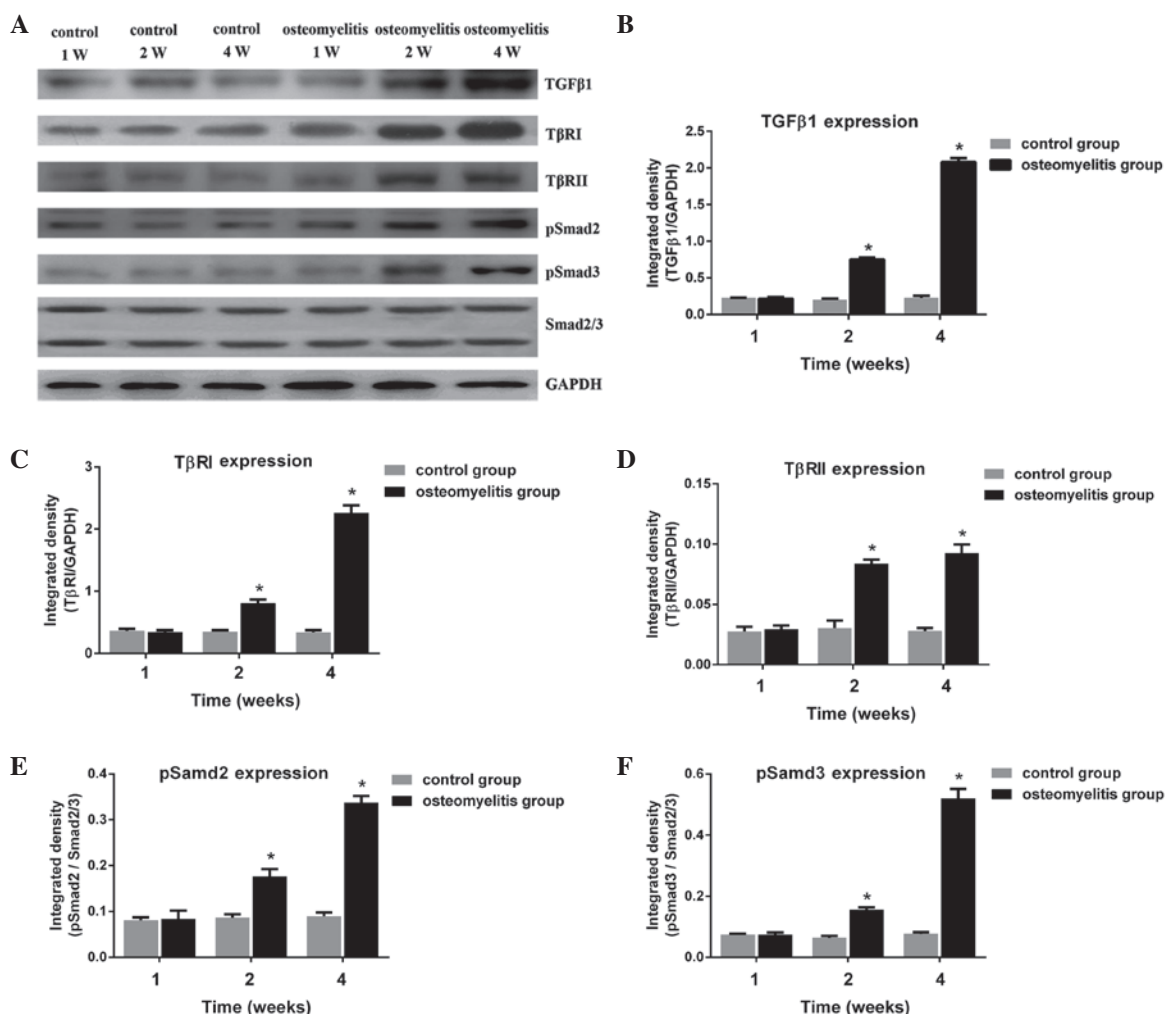 A
control control control osteomyelitis osteomyelitis osteomyelitis
1 W 2 W 4 W 1 W 2 W 4 W
TGFβ1
TβRI
TβRII
pSmad2
pSmad3
Smad2/3
GAPDH
B
TGFβ1 expression
control group
osteomyelitis group
Integrated density
(TGFβ1/GAPDH)
2.5
2.0
1.5
1.0
0.5
0.0
*
*
1 2 4
Time (weeks)
C
TβRI expression
control group
osteomyelitis group
Integrated density
(TβRI/GAPDH)
3
2
1
0
*
*
1 2 4
Time (weeks)
D
TβRII expression
control group
osteomyelitis group
Integrated density
(TβRII/GAPDH)
0.15
0.10
0.05
0.00
*
*
1 2 4
Time (weeks)
E
pSamd2 expression
control group
osteomyelitis group
Integrated density
(pSmad2 / Smad2/3)
0.4
0.3
0.2
0.1
0.0
*
*
1 2 4
Time (weeks)
F
pSamd3 expression
control group
osteomyelitis group
Integrated density
(pSmad3 / Smad2/3)
0.6
0.4
0.2
0.0
*
*
1 2 4
Time (weeks)